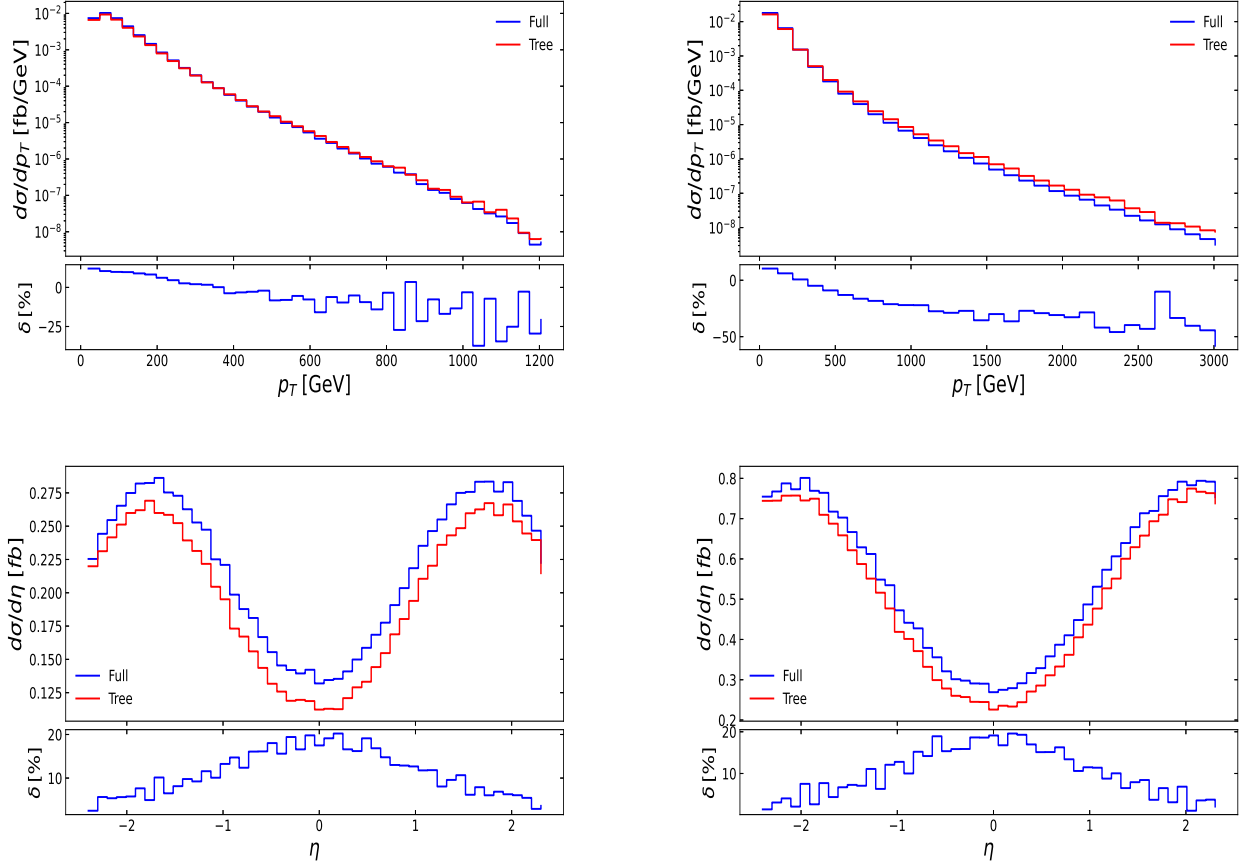 Full
Tree
dσ/dp_T [fb/GeV]
10⁻²
10⁻³
10⁻⁴
10⁻⁵
10⁻⁶
10⁻⁷
10⁻⁸
δ [%]
0
−25
0 200 400 600 800 1000 1200
p_T [GeV]
Full
Tree
dσ/dp_T [fb/GeV]
10⁻²
10⁻³
10⁻⁴
10⁻⁵
10⁻⁶
10⁻⁷
10⁻⁸
δ [%]
0
−50
0 500 1000 1500 2000 2500 3000
p_T [GeV]
dσ/dη [fb]
0.275
0.250
0.225
0.200
0.175
0.150
0.125
Full
Tree
δ [%]
20
10
−2 −1 0 1 2
η
dσ/dη [fb]
0.8
0.7
0.6
0.5
0.4
0.3
0.2
Full
Tree
δ [%]
20
10
−2 −1 0 1 2
η